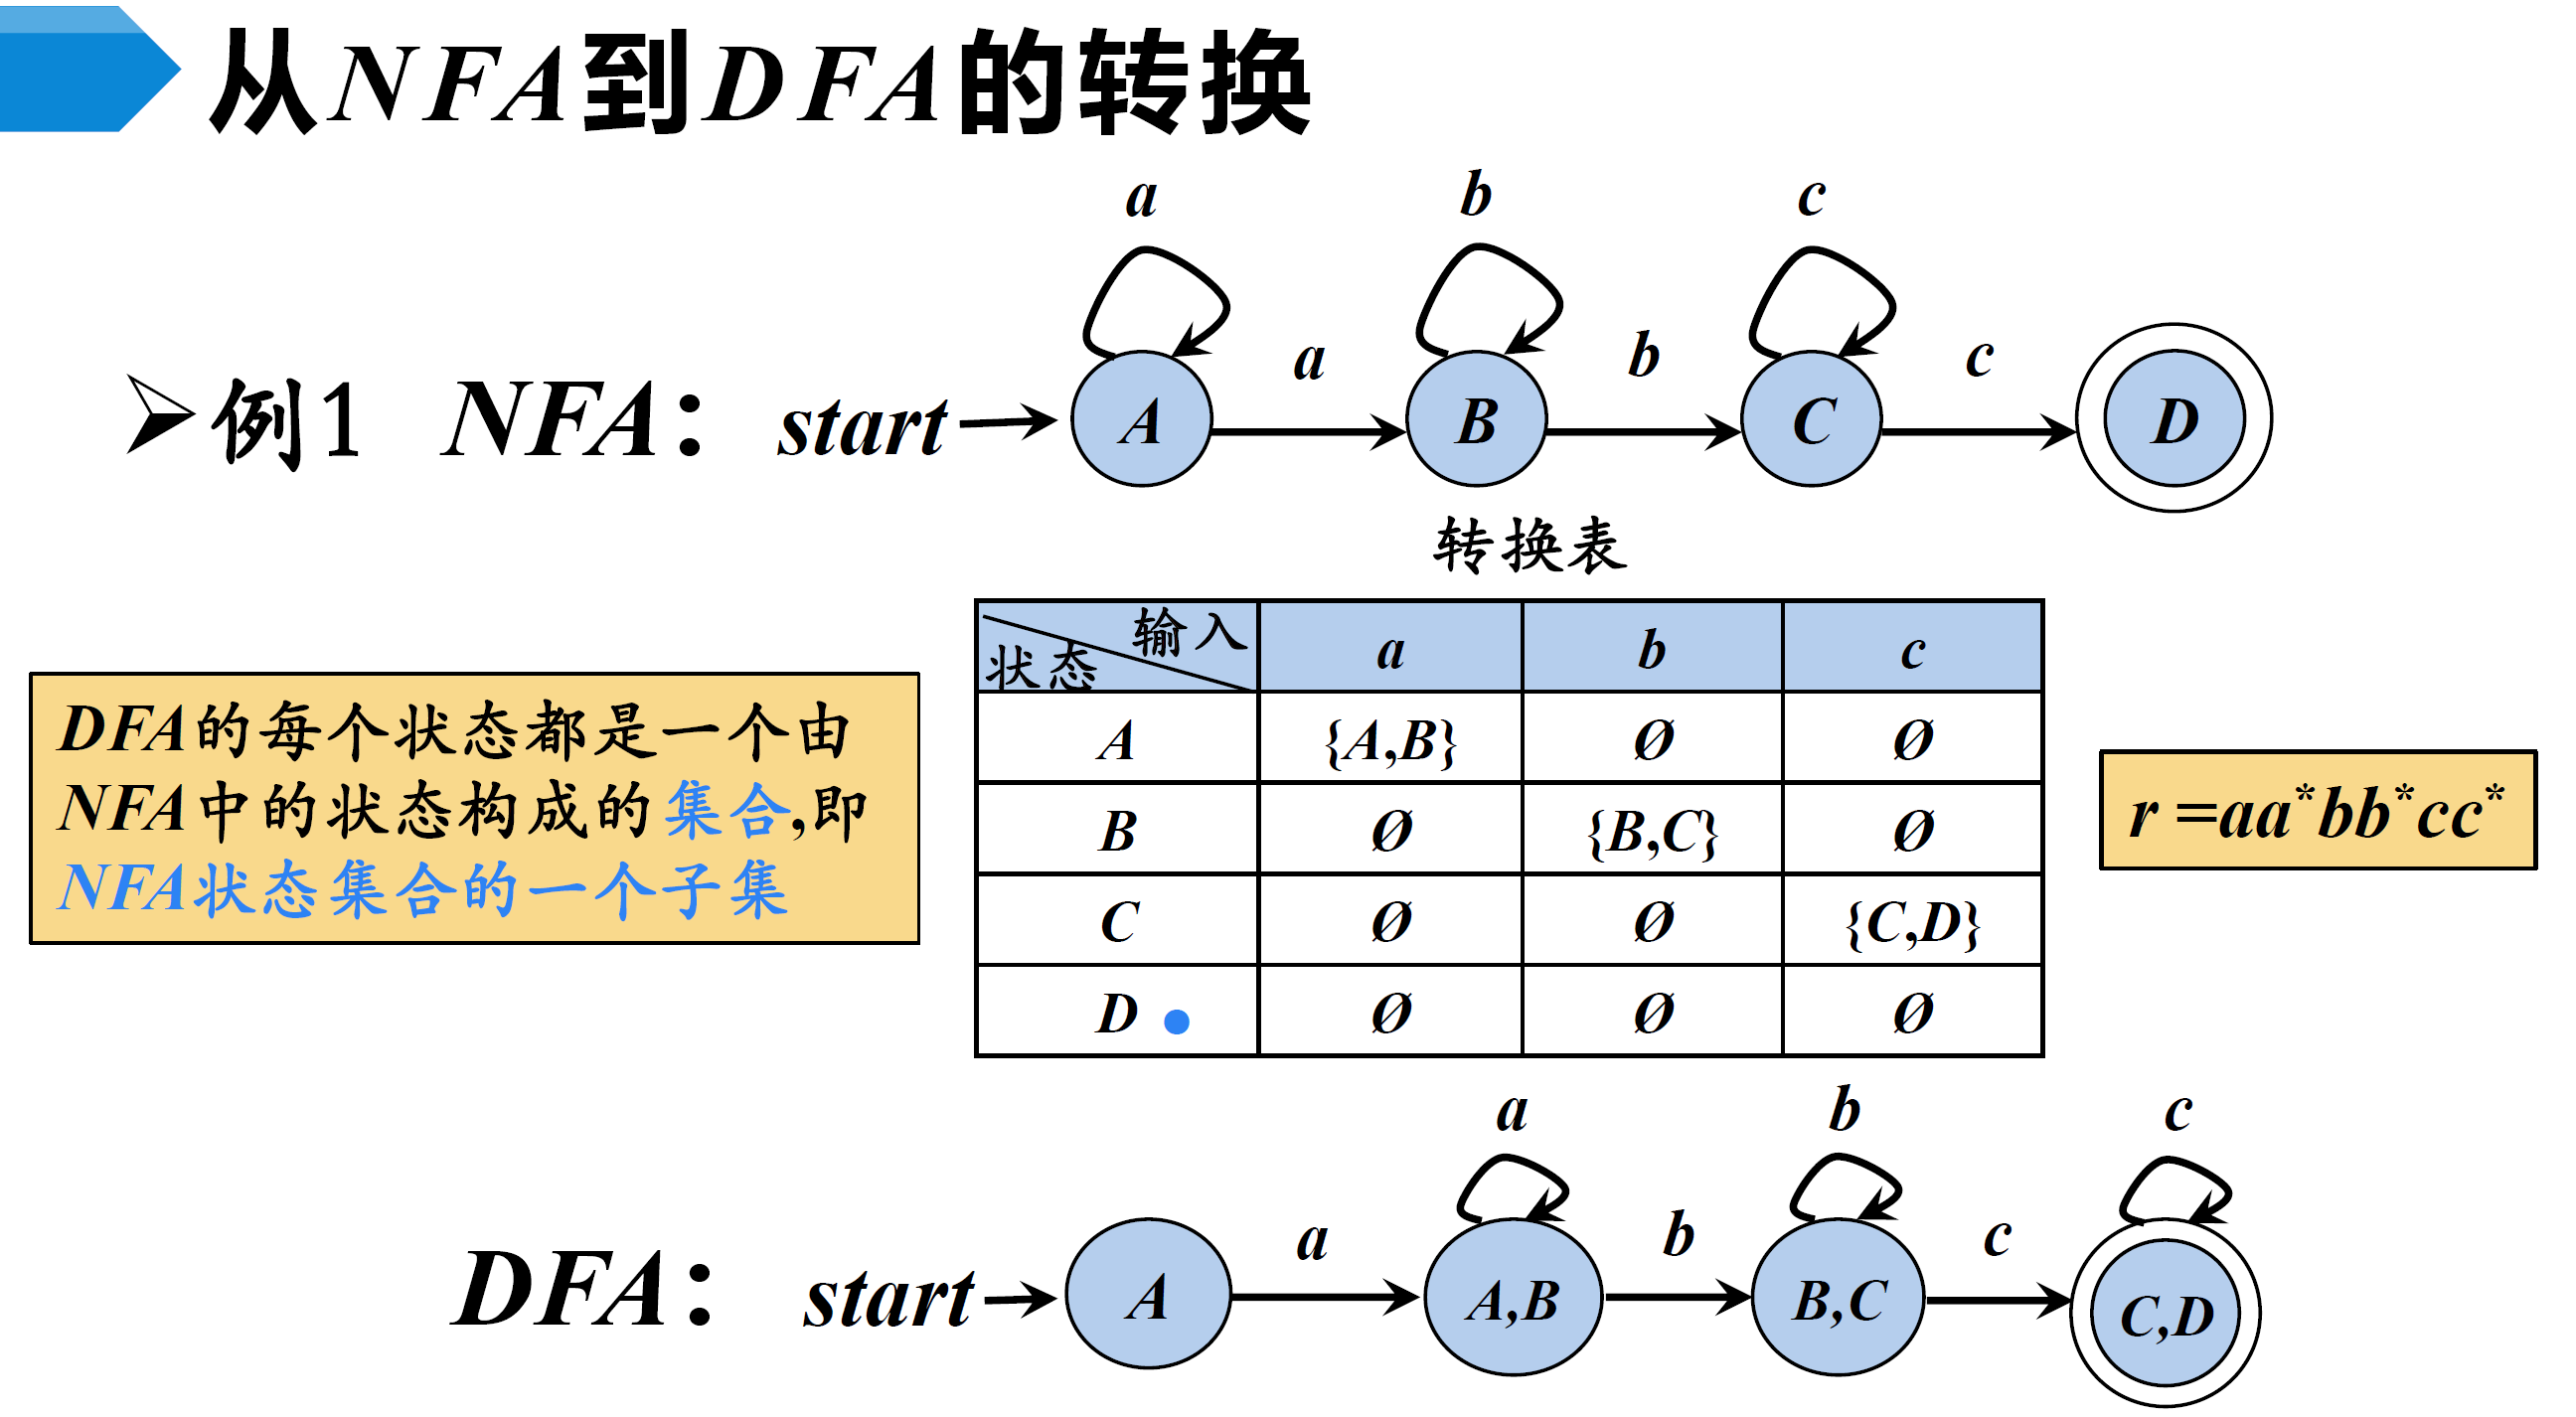 从NFA到DFA的转换
a b c
➢例1 NFA： start A a B b C c D
转换表
输入 状态 a b c
A {A,B} Ø Ø
B Ø {B,C} Ø
C Ø Ø {C,D}
D Ø Ø Ø
DFA的每个状态都是一个由
NFA中的状态构成的集合,即
NFA状态集合的一个子集
r =aa*bb*cc*
a b c
DFA： start A a A,B b B,C c C,D